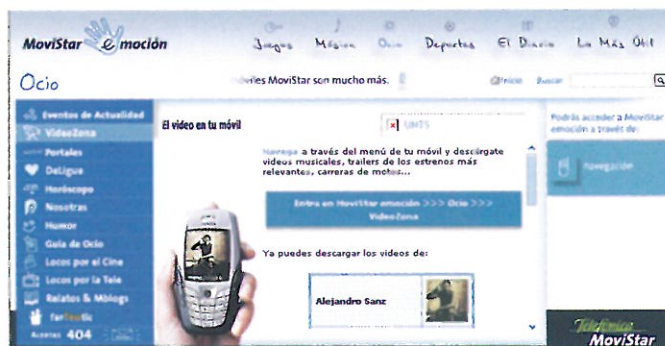 MoviStar e moción
Juegos Música Ocio Deportes El Diario Lo Más Útil
Ocio
móviles MoviStar son mucho más.
Inicio Buscar
Eventos de Actualidad
VideoZona
Portales
DeLigue
Horóscopo
Nosotras
Humor
Guía de Ocio
Locos por el Cine
Locos por la Tele
Relatos & Mblogs
Alertas 404
El video en tu móvil
UMTS
Navega a través del menú de tu móvil y descárgate
videos musicales, trailers de los estrenos más
relevantes, carreras de motos...
Entra en MoviStar emoción >>> Ocio >>>
VideoZona
Ya puedes descargar los videos de:
Alejandro Sanz
Podrás acceder a MoviStar
emoción a través de:
navegación
Telefónica
MoviStar